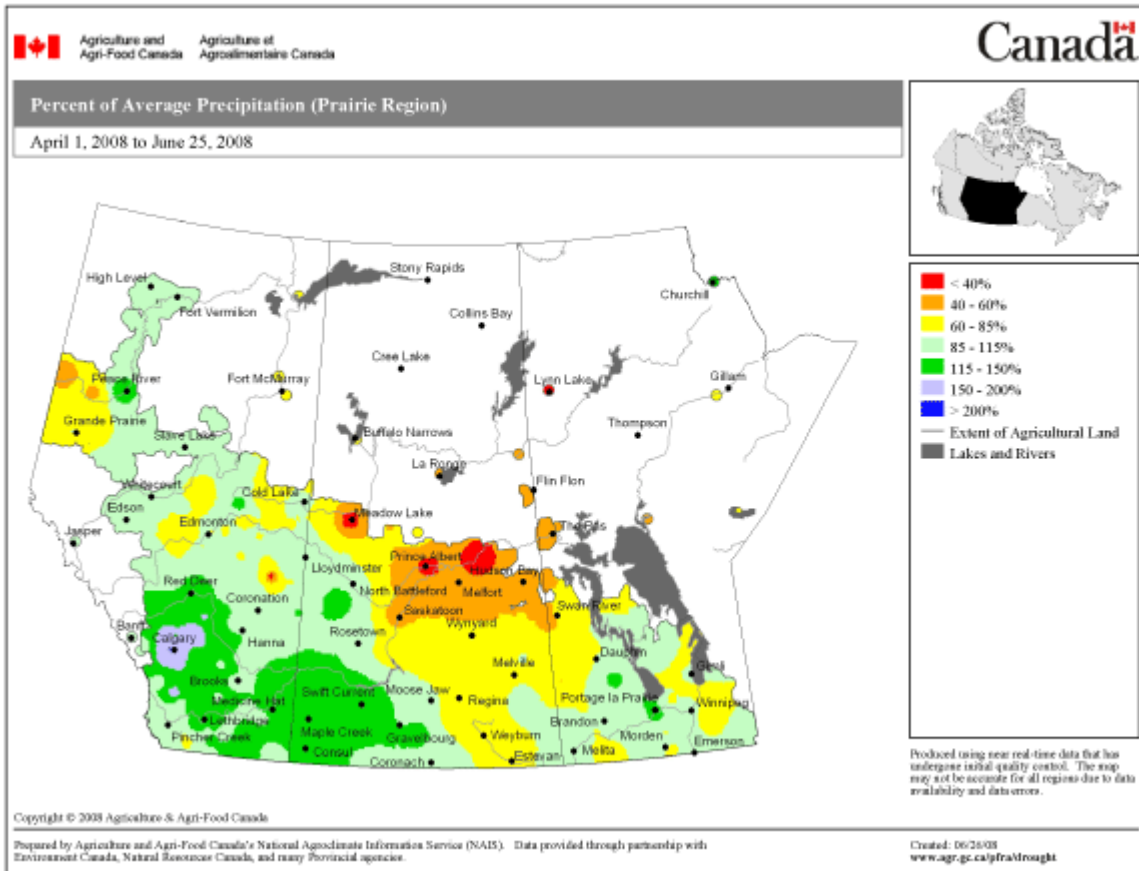 Agriculture and Agriculture et
Agri-Food Canada Agroalimentaire Canada
Canada
Percent of Average Precipitation (Prairie Region)
April 1, 2008 to June 25, 2008
High Level
Fort Vermilion
Stony Rapids
Churchill
Collins Bay
Cree Lake
Peace River
Fort McMurray
Lynn Lake
Gillam
Grande Prairie
Slave Lake
Buffalo Narrows
Thompson
La Ronge
Flin Flon
Whitecourt
Cold Lake
Edson
Meadow Lake
Edmonton
The Pas
Jasper
Prince Albert
Lloydminster
Hudson Bay
Red Deer
North Battleford
Melfort
Coronation
Saskatoon
Swan River
Banff
Calgary
Hanna
Rosetown
Wynyard
Dauphin
Gimli
Melville
Brooks
Swift Current
Moose Jaw
Regina
Portage la Prairie
Winnipeg
Medicine Hat
Lethbridge
Maple Creek
Gravelbourg
Weyburn
Brandon
Morden
Pincher Creek
Consul
Coronach
Estevan
Melita
Emerson
< 40%
40 - 60%
60 - 85%
85 - 115%
115 - 150%
150 - 200%
> 200%
Extent of Agricultural Land
Lakes and Rivers
Produced using near real-time data that has
undergone initial quality control. The map
may not be accurate for all regions due to data
availability and data errors.
Copyright © 2008 Agriculture & Agri-Food Canada
Prepared by Agriculture and Agri-Food Canada's National Agroclimate Information Service (NAIS). Data provided through partnership with
Environment Canada, Natural Resources Canada, and many Provincial agencies.
Created: 06/26/08
www.agr.gc.ca/pfra/drought